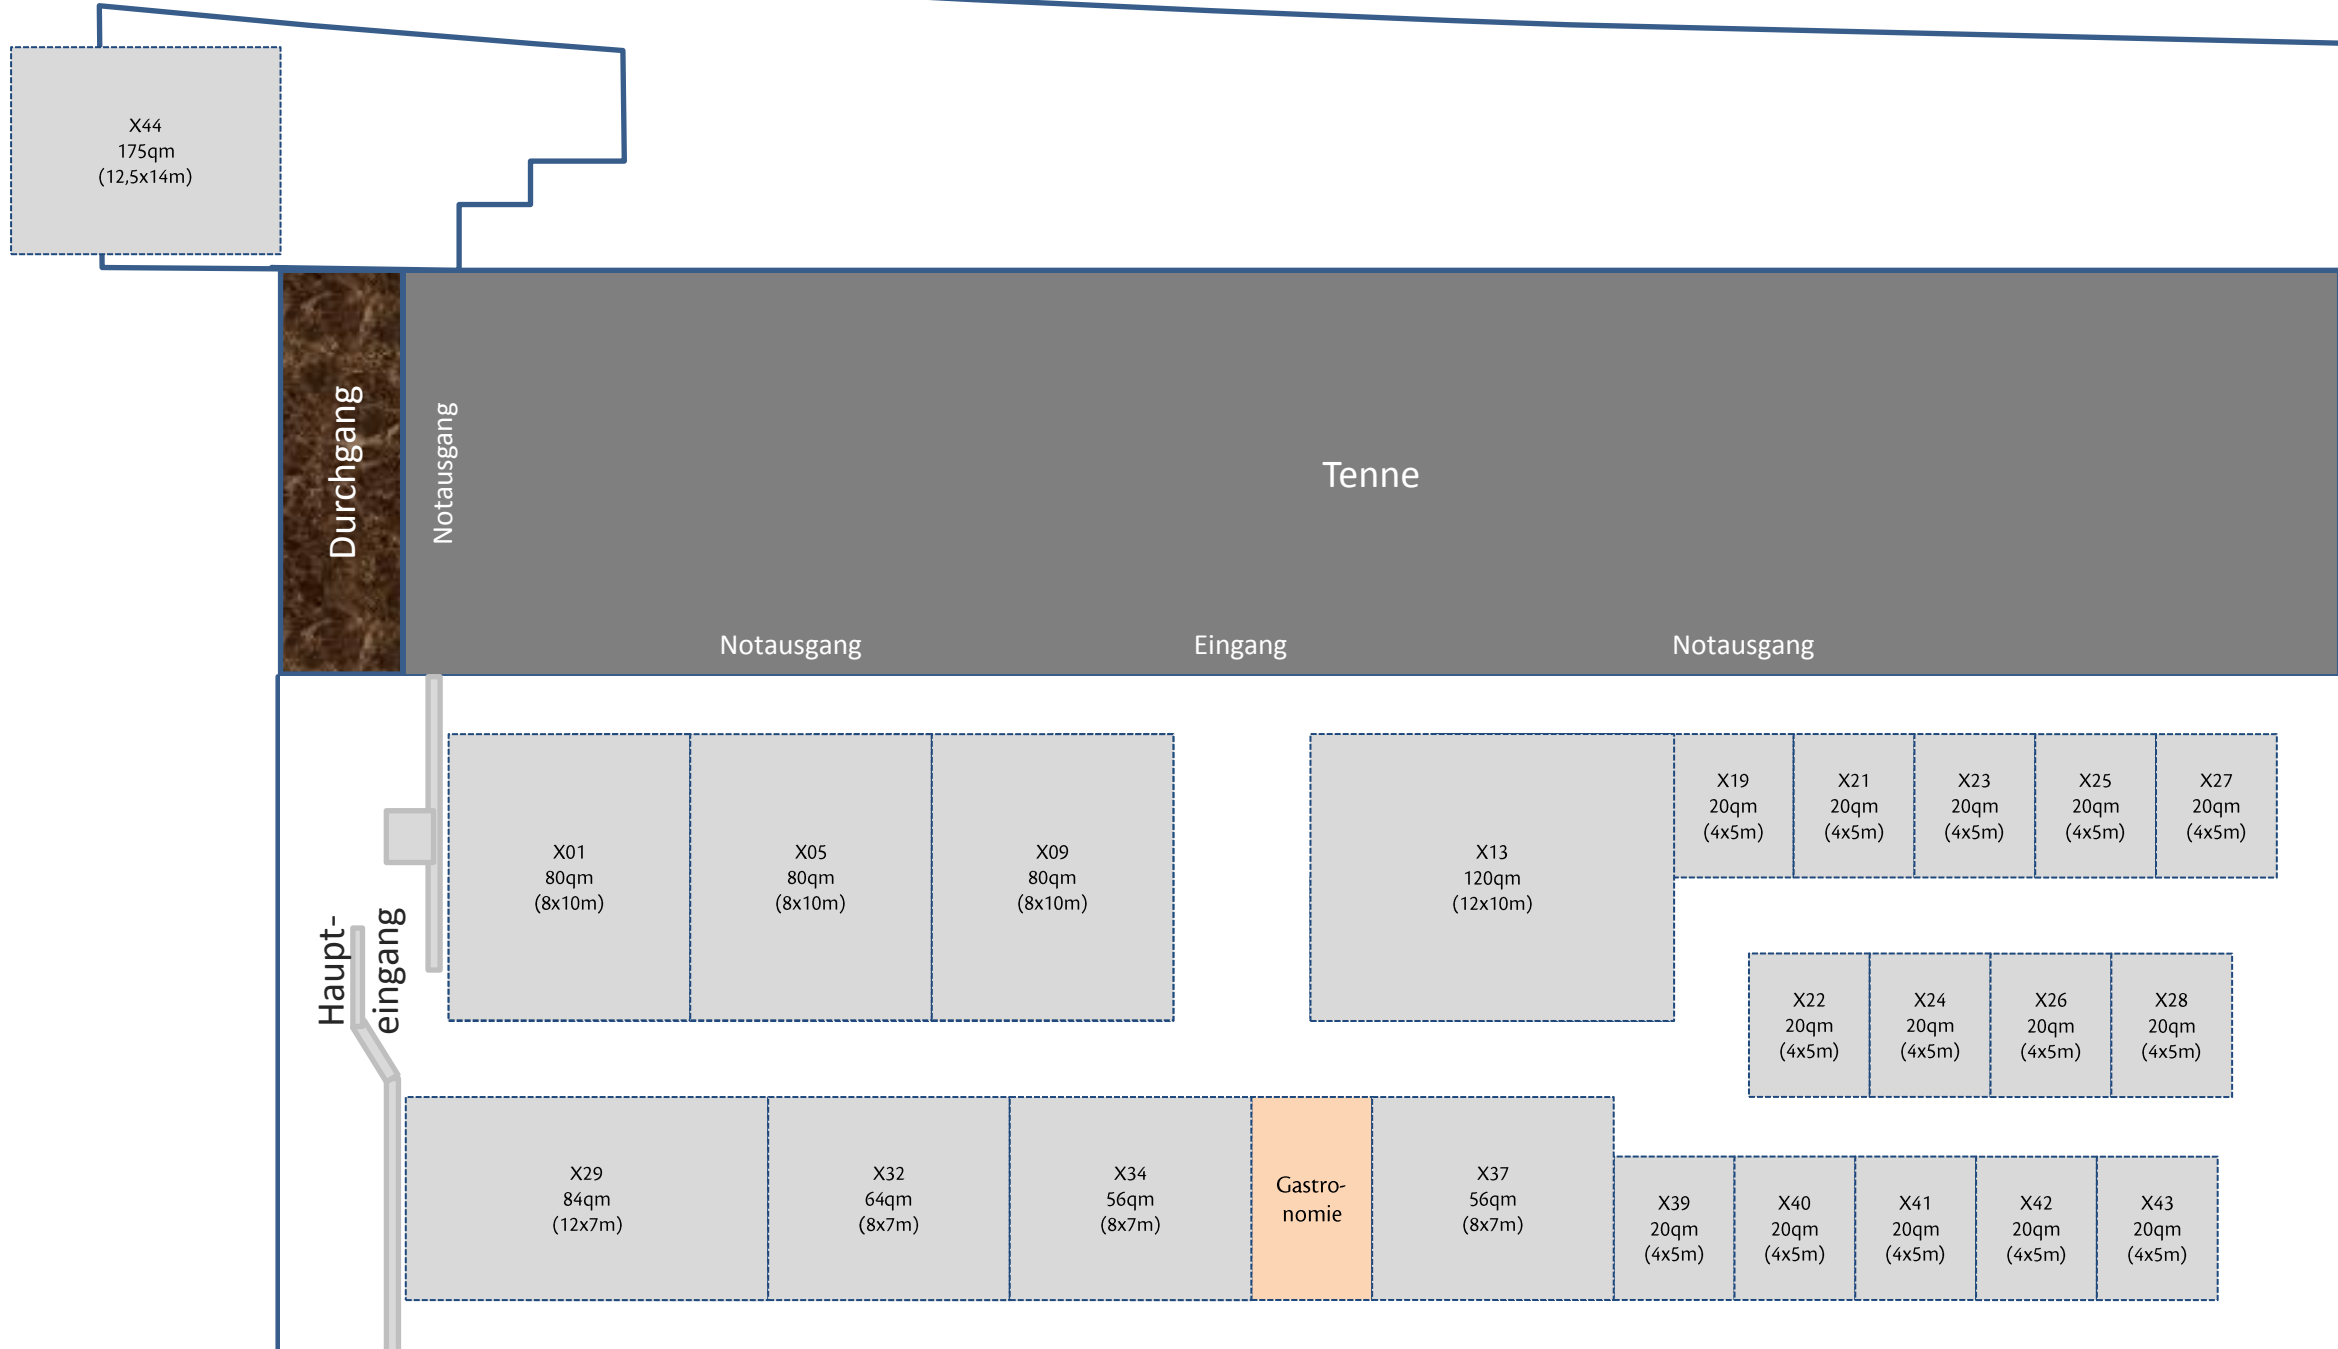 X44
175qm
(12,5x14m)
Durchgang
Notausgang
Tenne
Notausgang
Eingang
Notausgang
Haupt-
eingang
X01
80qm
(8x10m)
X05
80qm
(8x10m)
X09
80qm
(8x10m)
X13
120qm
(12x10m)
X19
20qm
(4x5m)
X21
20qm
(4x5m)
X23
20qm
(4x5m)
X25
20qm
(4x5m)
X27
20qm
(4x5m)
X22
20qm
(4x5m)
X24
20qm
(4x5m)
X26
20qm
(4x5m)
X28
20qm
(4x5m)
X29
84qm
(12x7m)
X32
64qm
(8x7m)
X34
56qm
(8x7m)
Gastro-
nomie
X37
56qm
(8x7m)
X39
20qm
(4x5m)
X40
20qm
(4x5m)
X41
20qm
(4x5m)
X42
20qm
(4x5m)
X43
20qm
(4x5m)